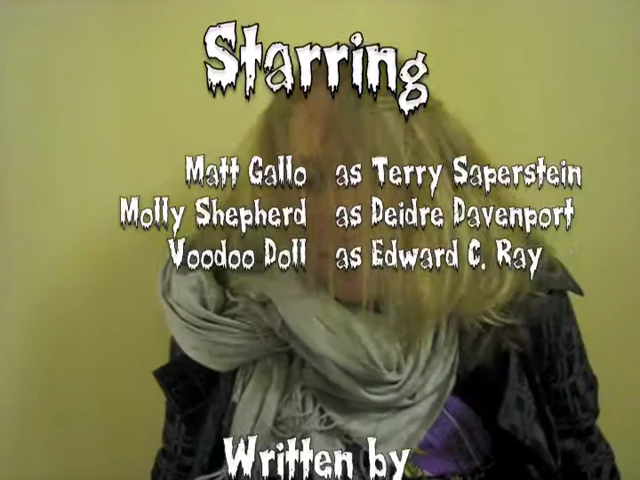 Starring
Matt Gallo as Terry Saperstein
Molly Shepherd as Deidre Davenport
Voodoo Doll as Edward C. Ray
Written by